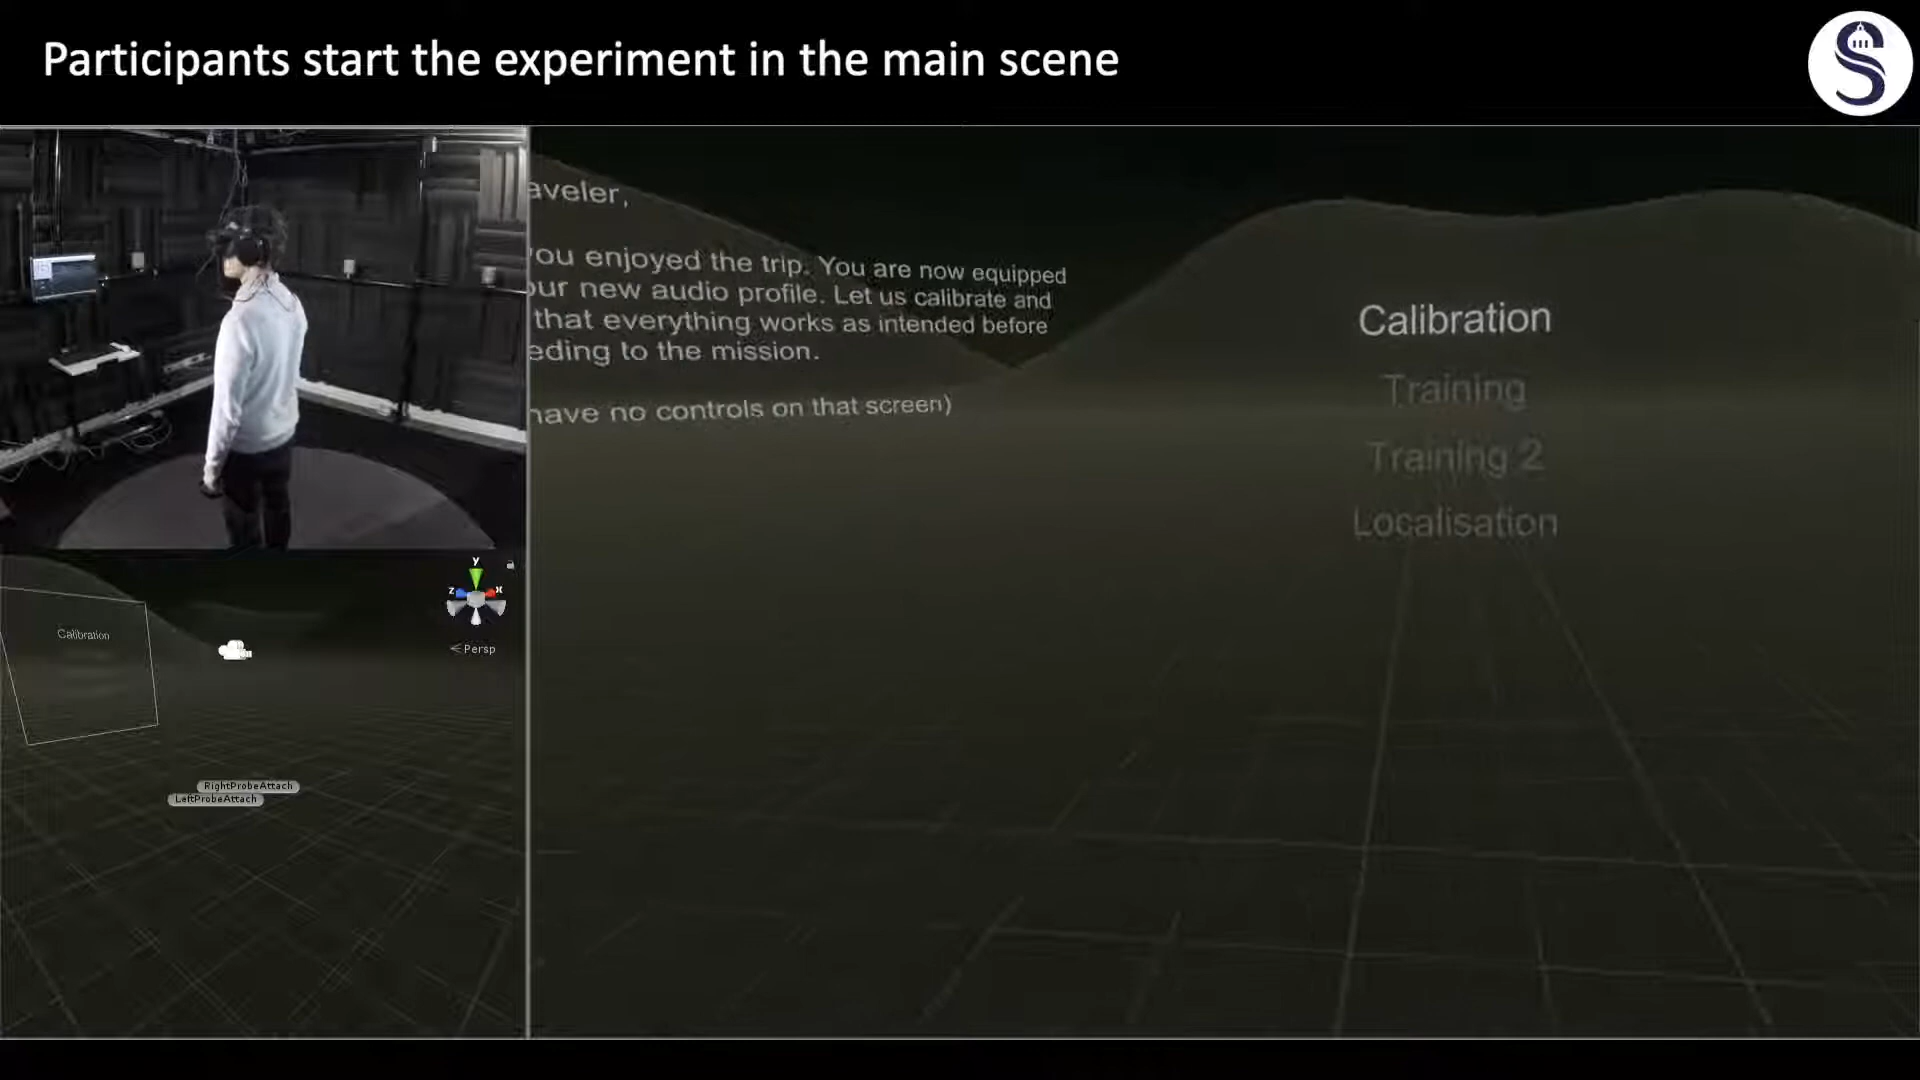 Participants start the experiment in the main scene
aveler,
you enjoyed the trip. You are now equipped
our new audio profile. Let us calibrate and
that everything works as intended before
eding to the mission.
have no controls on that screen)
Calibration
Training
Training 2
Localisation
y
z x
Persp
Calibration
RightProbeAttach
LeftProbeAttach